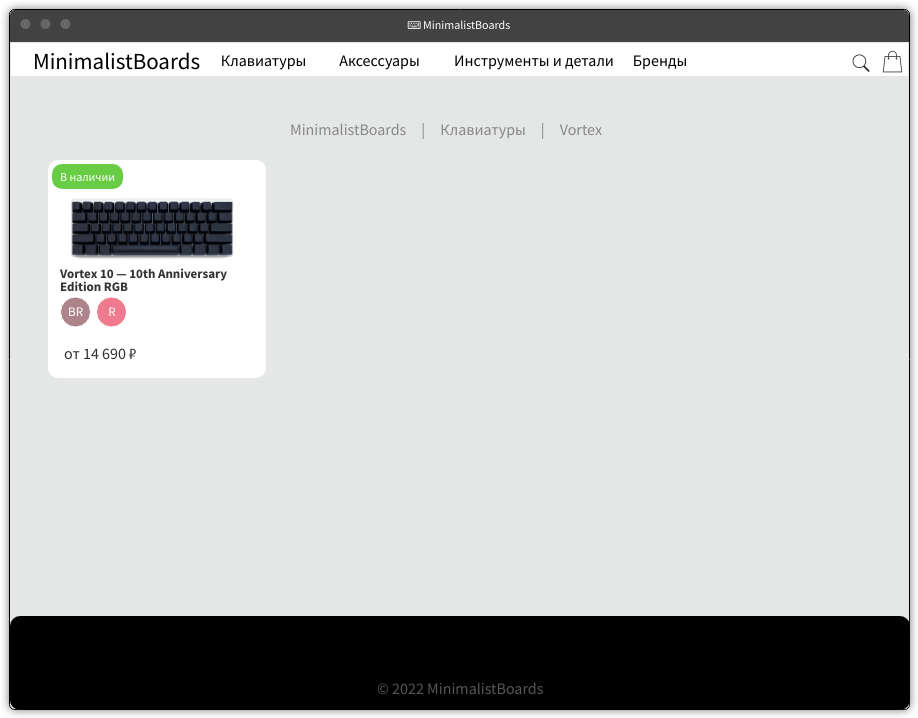 ⌨ MinimalistBoards
MinimalistBoards Клавиатуры Аксессуары Инструменты и детали Бренды
MinimalistBoards | Клавиатуры | Vortex
В наличии
Vortex 10 — 10th Anniversary
Edition RGB
BR R
от 14 690 ₽
© 2022 MinimalistBoards